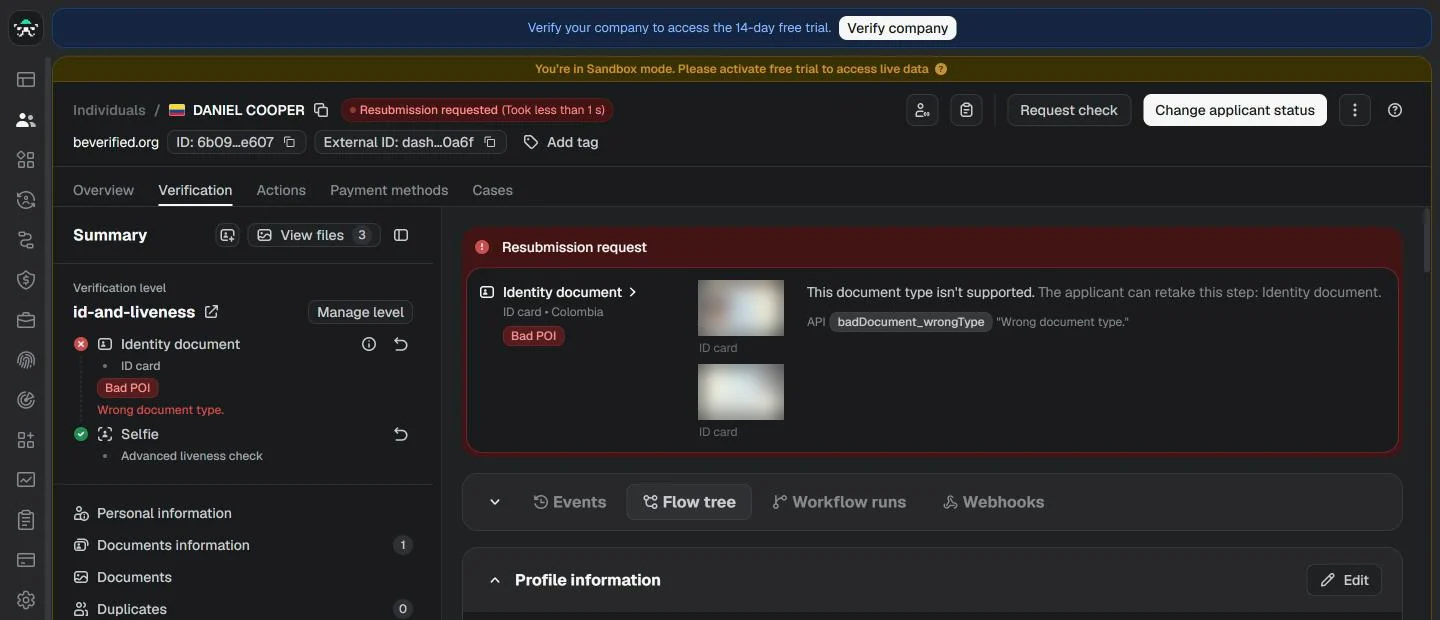 Verify your company to access the 14-day free trial. Verify company
You're in Sandbox mode. Please activate free trial to access live data ?
Individuals / DANIEL COOPER Resubmission requested (Took less than 1 s)
Request check Change applicant status
beverified.org ID: 6b09...e607 External ID: dash...0a6f Add tag
Overview Verification Actions Payment methods Cases
Summary View files 3
Verification level
id-and-liveness Manage level
Identity document
ID card
Bad POI
Wrong document type.
Selfie
Advanced liveness check
Personal information
Documents information 1
Documents
Duplicates 0
Resubmission request
Identity document
ID card • Colombia
Bad POI
ID card
ID card
This document type isn't supported. The applicant can retake this step: Identity document.
API badDocument_wrongType "Wrong document type."
Events Flow tree Workflow runs Webhooks
Profile information Edit